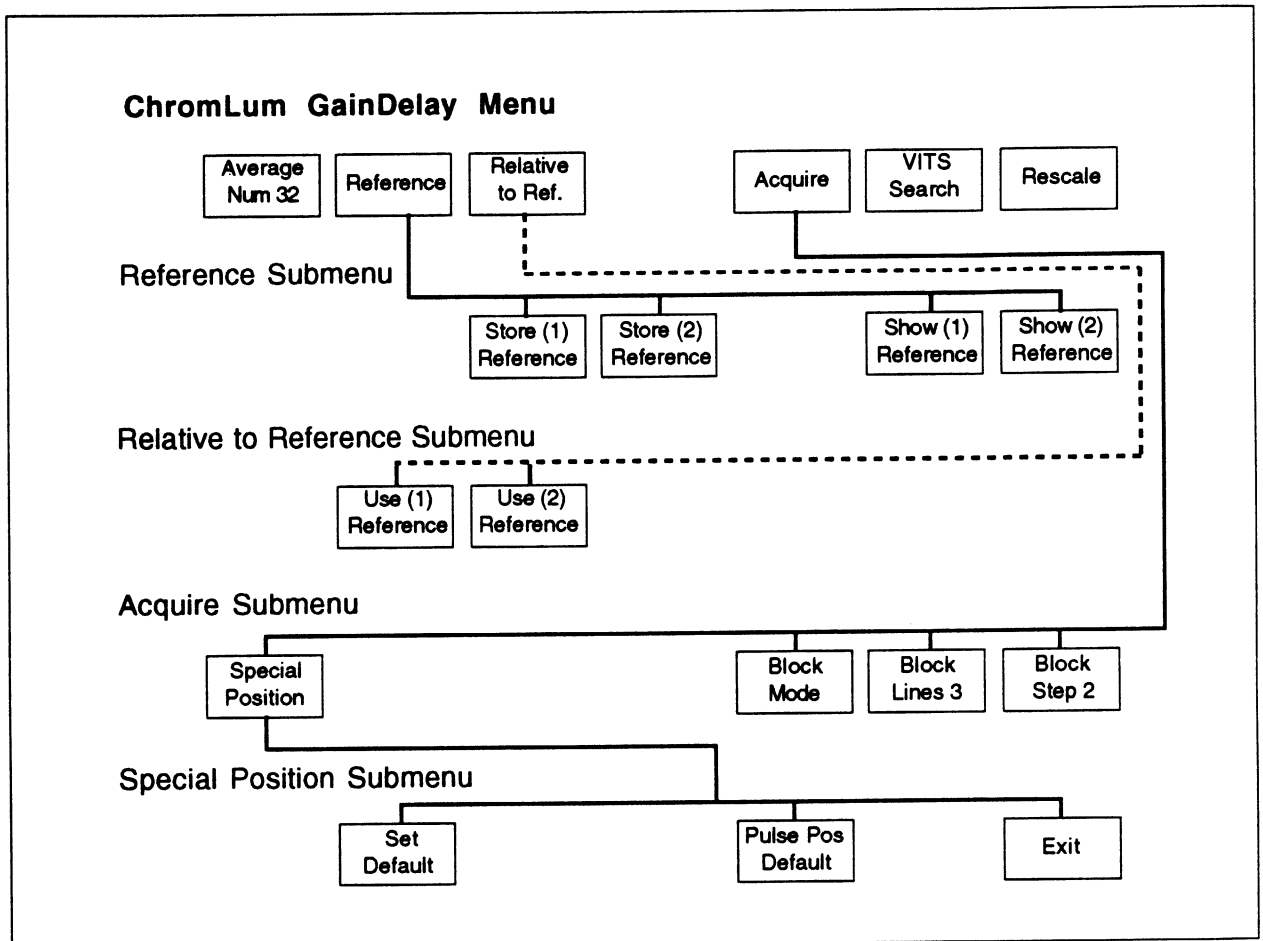 ChromLum GainDelay Menu
Average
Num 32
Reference
Relative
to Ref.
Acquire
VITS
Search
Rescale
Reference Submenu
Store (1)
Reference
Store (2)
Reference
Show (1)
Reference
Show (2)
Reference
Relative to Reference Submenu
Use (1)
Reference
Use (2)
Reference
Acquire Submenu
Special
Position
Block
Mode
Block
Lines 3
Block
Step 2
Special Position Submenu
Set
Default
Pulse Pos
Default
Exit